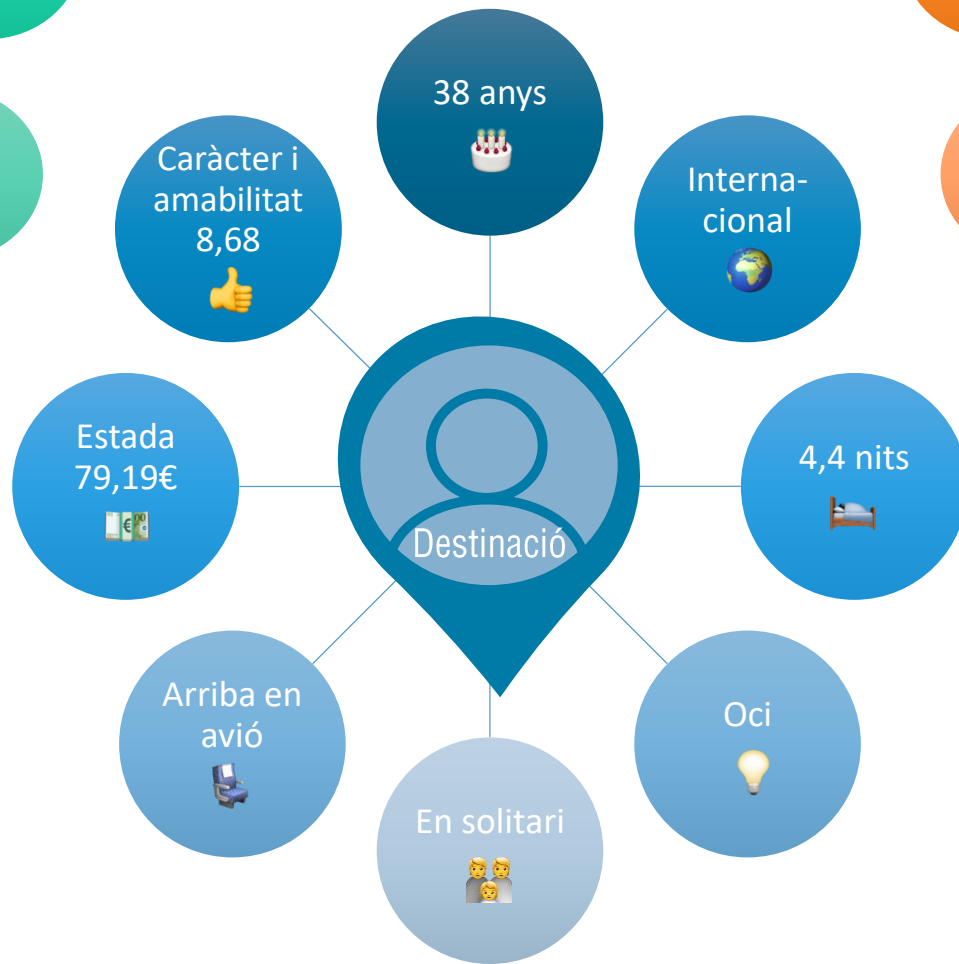 38 anys
Caràcter i
amabilitat
8,68
Interna-
cional
Estada
79,19€
4,4 nits
Destinació
Arriba en
avió
Oci
En solitari